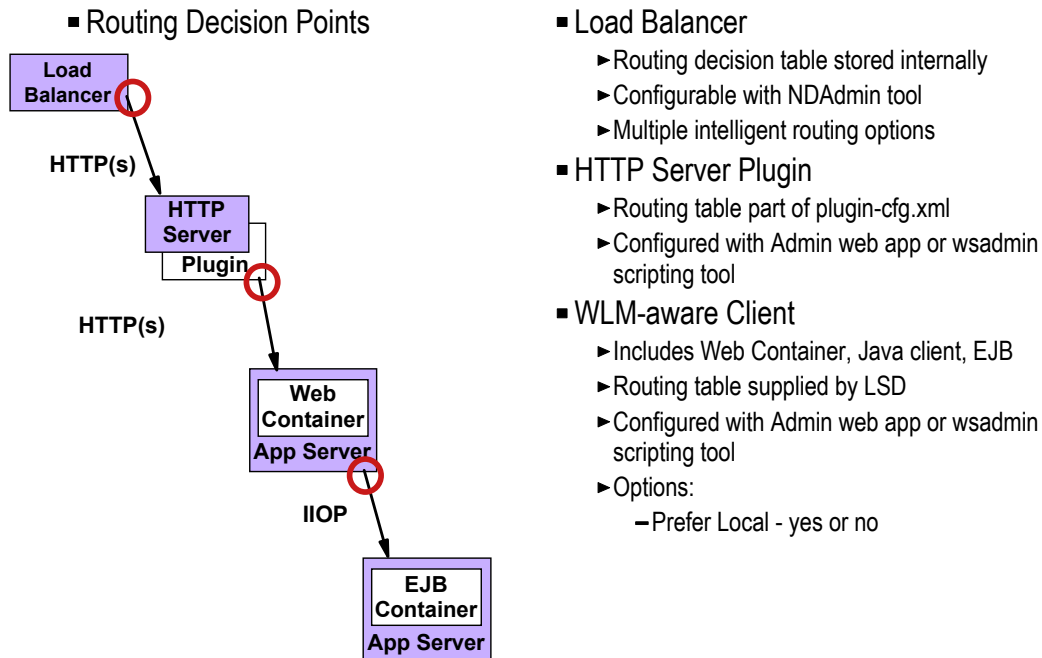 ▪ Routing Decision Points
Load
Balancer
HTTP(s)
HTTP
Server
Plugin
HTTP(s)
Web
Container
App Server
IIOP
EJB
Container
App Server
▪ Load Balancer
►Routing decision table stored internally
►Configurable with NDAdmin tool
►Multiple intelligent routing options
▪ HTTP Server Plugin
►Routing table part of plugin-cfg.xml
►Configured with Admin web app or wsadmin
scripting tool
▪ WLM-aware Client
►Includes Web Container, Java client, EJB
►Routing table supplied by LSD
►Configured with Admin web app or wsadmin
scripting tool
►Options:
–Prefer Local - yes or no